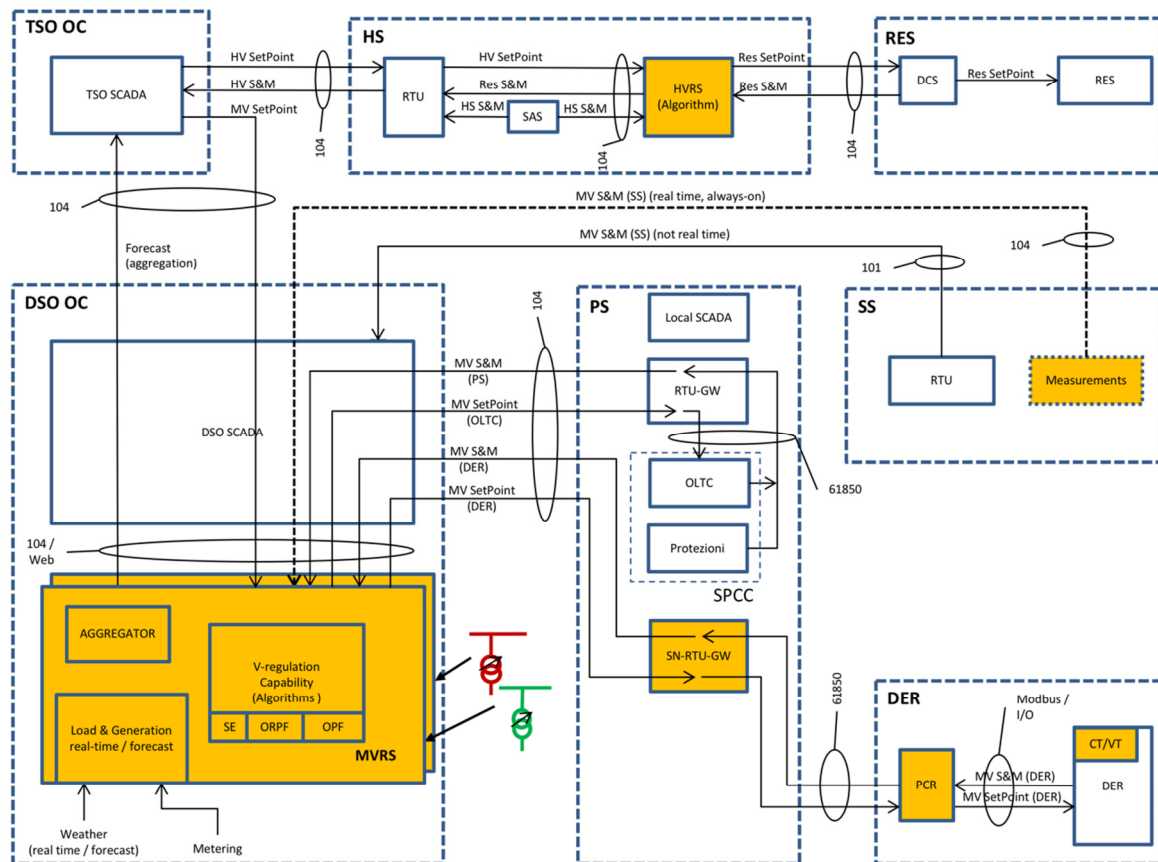 TSO OC
TSO SCADA
HV SetPoint
HV S&M
MV SetPoint
104
HS
RTU
HV SetPoint
Res S&M
HS S&M
SAS
HS S&M
104
HVRS
(Algorithm)
Res SetPoint
Res S&M
104
RES
DCS
Res SetPoint
RES
104
Forecast
(aggregation)
MV S&M (SS) (real time, always-on)
MV S&M (SS) (not real time)
101
104
DSO OC
DSO SCADA
104 /
Web
104
MV S&M
(PS)
MV SetPoint
(OLTC)
MV S&M
(DER)
MV SetPoint
(DER)
PS
Local SCADA
RTU-GW
61850
OLTC
Protezioni
SPCC
SN-RTU-GW
SS
RTU
Measurements
AGGREGATOR
V-regulation
Capability
(Algorithms )
SE
ORPF
OPF
Load & Generation
real-time / forecast
MVRS
Weather
(real time / forecast)
Metering
61850
DER
Modbus /
I/O
PCR
MV S&M (DER)
MV SetPoint (DER)
CT/VT
DER